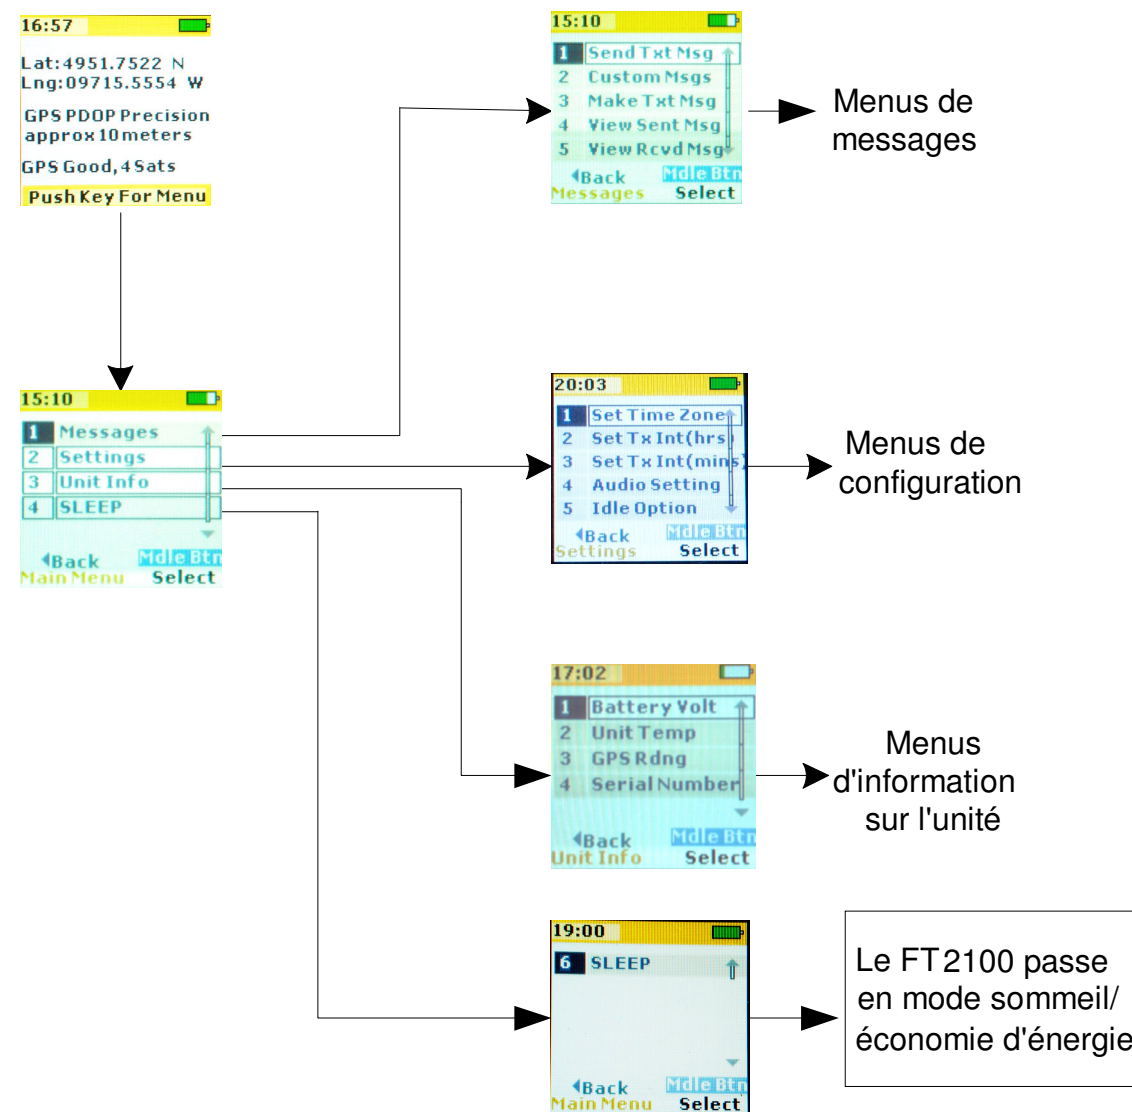 16:57
Lat:4951.7522 N
Lng:09715.5554 W
GPS PDOP Precision
approx 10 meters
GPS Good, 4 Sats
Push Key For Menu
15:10
1 Send Txt Msg
2 Custom Msgs
3 Make Txt Msg
4 View Sent Msg
5 View Rcvd Msg
Back Mdle Btn
Messages Select
Menus de
messages
15:10
1 Messages
2 Settings
3 Unit Info
4 SLEEP
Back Mdle Btn
Main Menu Select
20:03
1 Set Time Zone
2 Set Tx Int(hrs)
3 Set Tx Int(mins)
4 Audio Setting
5 Idle Option
Back Mdle Btn
Settings Select
Menus de
configuration
17:02
1 Battery Volt
2 Unit Temp
3 GPS Rdng
4 Serial Number
Back Mdle Btn
Unit Info Select
Menus
d'information
sur l'unité
19:00
6 SLEEP
Back Mdle Btn
Main Menu Select
Le FT2100 passe
en mode sommeil/
économie d'énergie